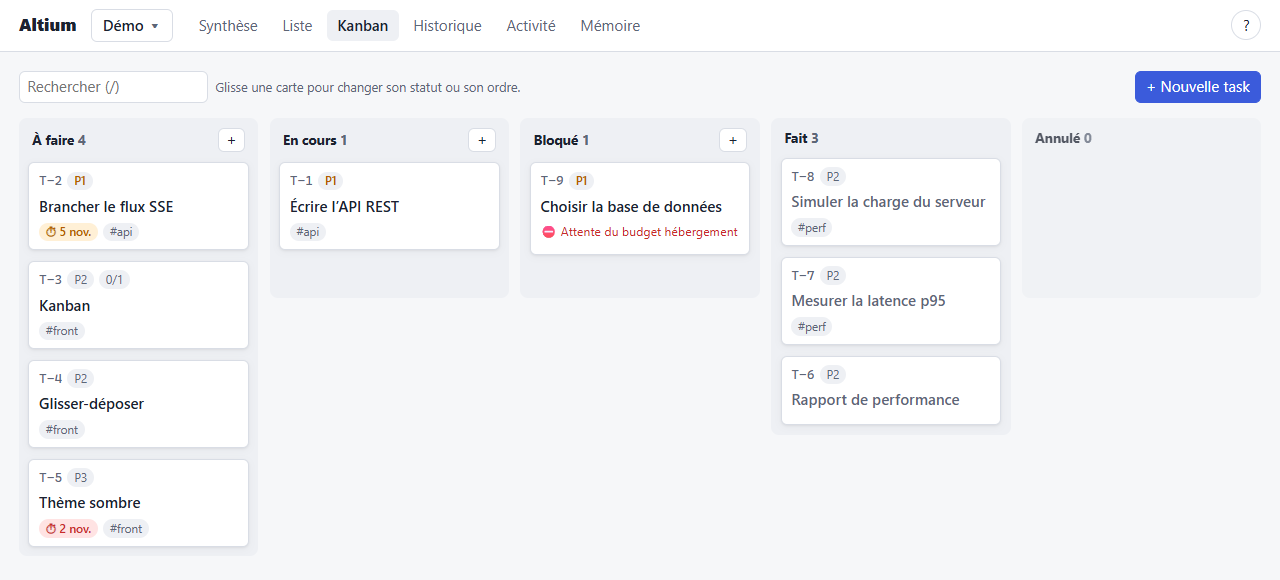 Altium Démo ▾ Synthèse Liste Kanban Historique Activité Mémoire ?
Rechercher (/) Glisse une carte pour changer son statut ou son ordre. + Nouvelle task
À faire 4 +
T-2 P1
Brancher le flux SSE
⏱ 5 nov. #api
T-3 P2 0/1
Kanban
#front
T-4 P2
Glisser-déposer
#front
T-5 P3
Thème sombre
⏱ 2 nov. #front
En cours 1 +
T-1 P1
Écrire l’API REST
#api
Bloqué 1 +
T-9 P1
Choisir la base de données
⛔ Attente du budget hébergement
Fait 3
T-8 P2
Simuler la charge du serveur
#perf
T-7 P2
Mesurer la latence p95
#perf
T-6 P2
Rapport de performance
Annulé 0